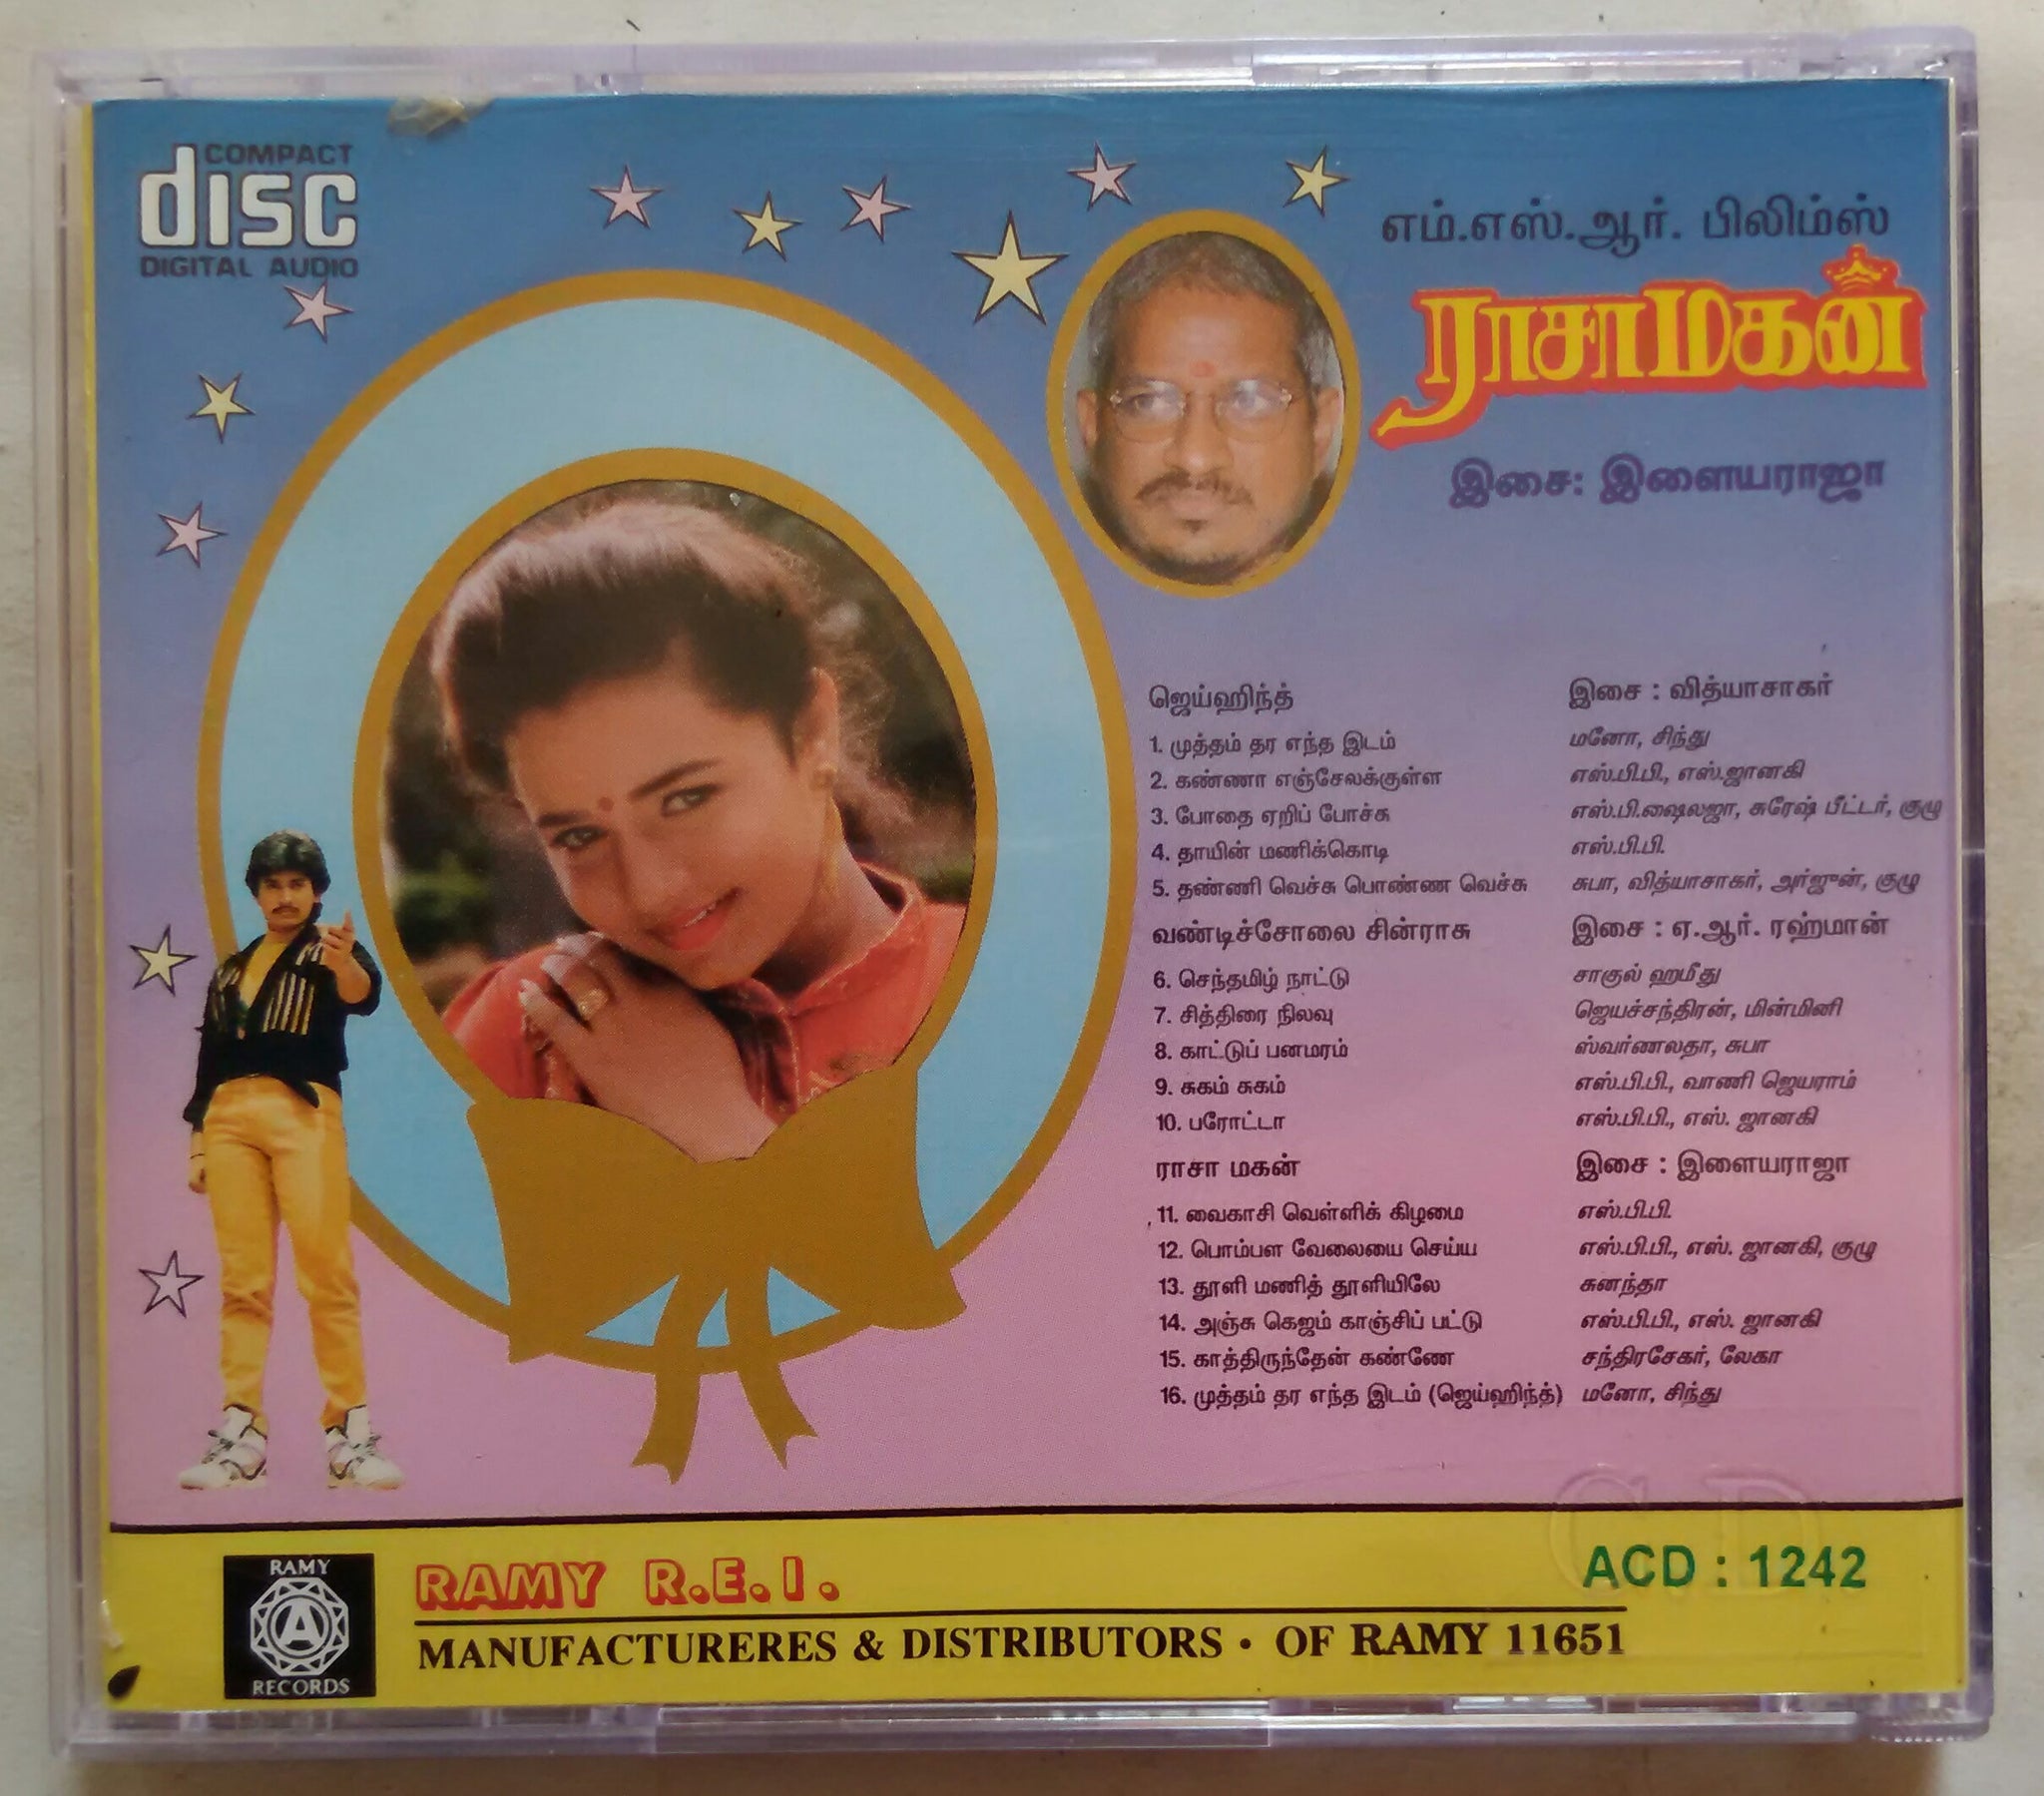 COMPACT
disc
DIGITAL AUDIO
எம்.எஸ்.ஆர். பிலிம்ஸ்
ராசாமகன்
இசை: இளையராஜா
ஜெய்ஹிந்த் இசை : வித்யாசாகர்
1. முத்தம் தர எந்த இடம் மனோ, சிந்து
2. கண்ணா எஞ்சேலக்குள்ள எஸ்.பி.பி., எஸ்.ஜானகி
3. போதை ஏறிப் போச்சு எஸ்.பி.ஷைலஜா, சுரேஷ் பீட்டர், குழு
4. தாயின் மணிக்கொடி எஸ்.பி.பி.
5. தண்ணி வெச்சு பொண்ண வெச்சு சுபா, வித்யாசாகர், அர்ஜுன், குழு
வண்டிச்சோலை சின்ராசு இசை : ஏ.ஆர். ரஹ்மான்
6. செந்தமிழ் நாட்டு சாகுல் ஹமீது
7. சித்திரை நிலவு ஜெயச்சந்திரன், மின்மினி
8. காட்டுப் பனமரம் ஸ்வர்ணலதா, சுபா
9. சுகம் சுகம் எஸ்.பி.பி., வாணி ஜெயராம்
10. பரோட்டா எஸ்.பி.பி., எஸ். ஜானகி
ராசா மகன் இசை : இளையராஜா
11. வைகாசி வெள்ளிக் கிழமை எஸ்.பி.பி.
12. பொம்பள வேலையை செய்ய எஸ்.பி.பி., எஸ். ஜானகி, குழு
13. தூளி மணித் தூளியிலே சுனந்தா
14. அஞ்சு கெஜம் காஞ்சிப் பட்டு எஸ்.பி.பி., எஸ். ஜானகி
15. காத்திருந்தேன் கண்ணே சந்திரசேகர், லேகா
16. முத்தம் தர எந்த இடம் (ஜெய்ஹிந்த்) மனோ, சிந்து
RAMY
A
RECORDS
RAMY R.E.I.
ACD : 1242
MANUFACTURERES & DISTRIBUTORS • OF RAMY 11651